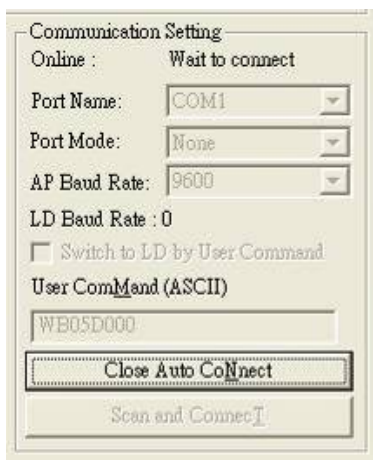 Communication Setting
Online : Wait to connect
Port Name: COM1
Port Mode: None
AP Baud Rate: 9600
LD Baud Rate : 0
Switch to LD by User Command
User ComMand (ASCII)
WB05D000
Close Auto CoNnect
Scan and ConnecT